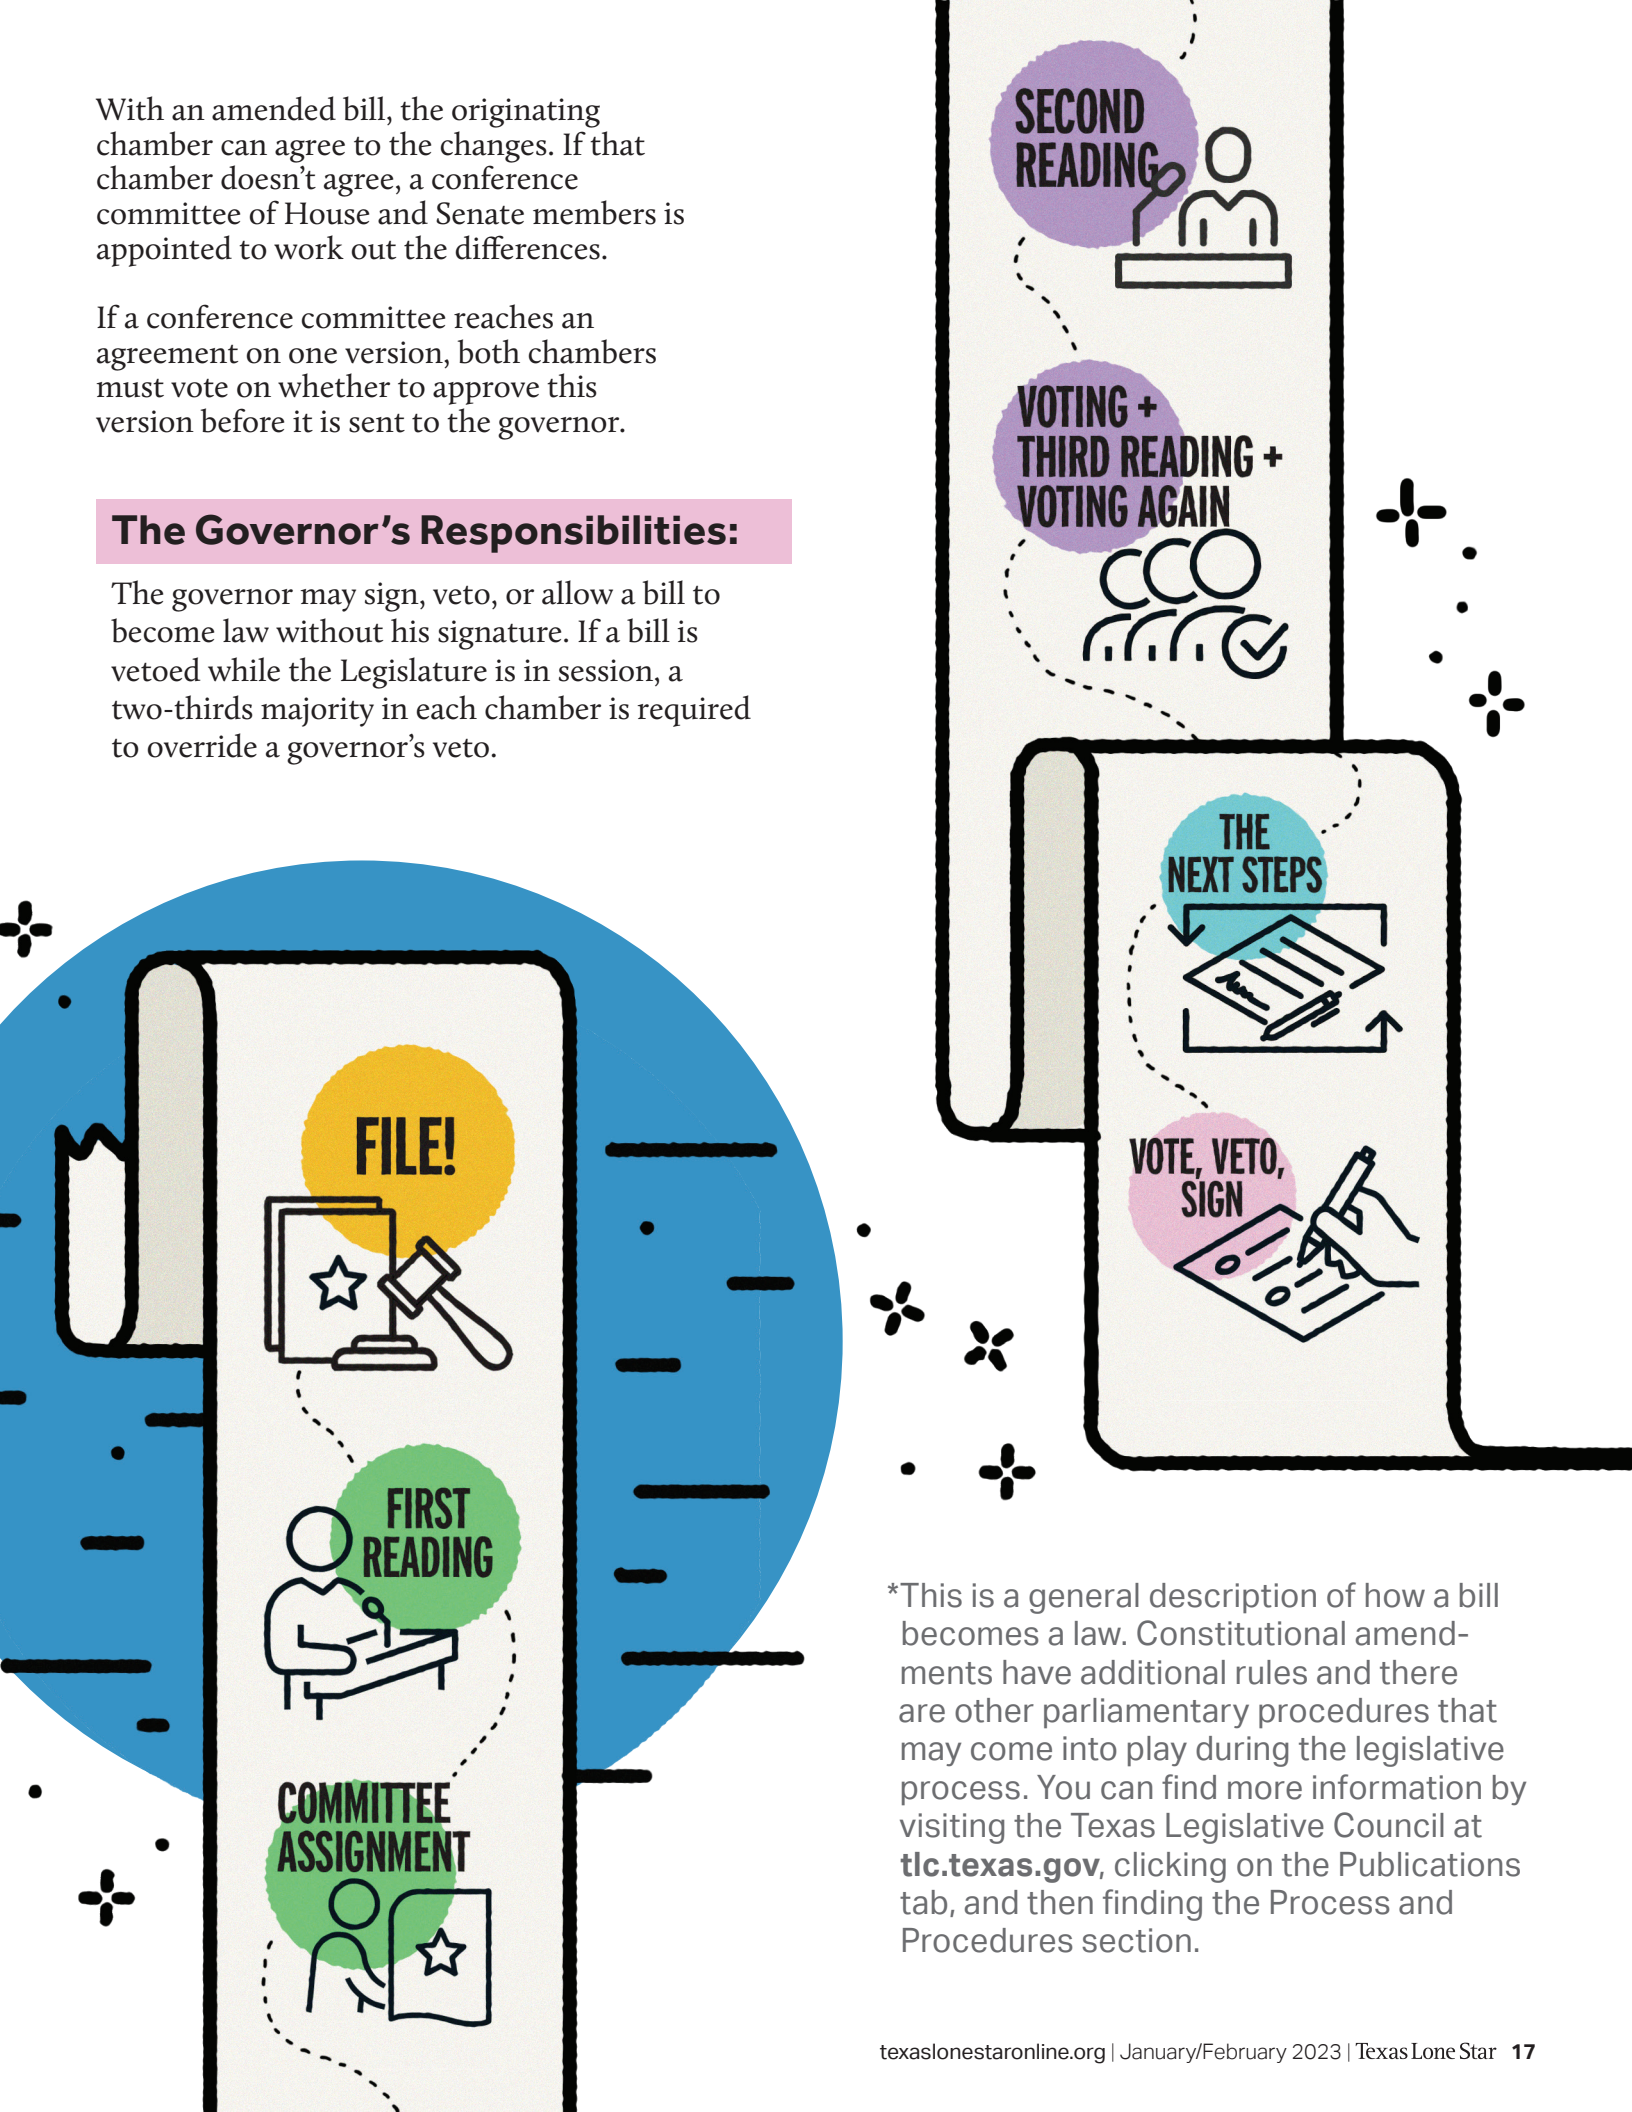 With an amended bill, the originating
chamber can agree to the changes. If that
chamber doesn’t agree, a conference
committee of House and Senate members is
appointed to work out the differences.
If a conference committee reaches an
agreement on one version, both chambers
must vote on whether to approve this
version before it is sent to the governor.
The Governor’s Responsibilities:
The governor may sign, veto, or allow a bill to
become law without his signature. If a bill is
vetoed while the Legislature is in session, a
two-thirds majority in each chamber is required
to override a governor’s veto.
FILE!
FIRST
READING
COMMITTEE
ASSIGNMENT
SECOND
READING
VOTING +
THIRD READING +
VOTING AGAIN
THE
NEXT STEPS
VOTE, VETO,
SIGN
*This is a general description of how a bill
becomes a law. Constitutional amend-
ments have additional rules and there
are other parliamentary procedures that
may come into play during the legislative
process. You can find more information by
visiting the Texas Legislative Council at
tlc.texas.gov, clicking on the Publications
tab, and then finding the Process and
Procedures section.
texaslonestaronline.org | January/February 2023 | Texas Lone Star 17